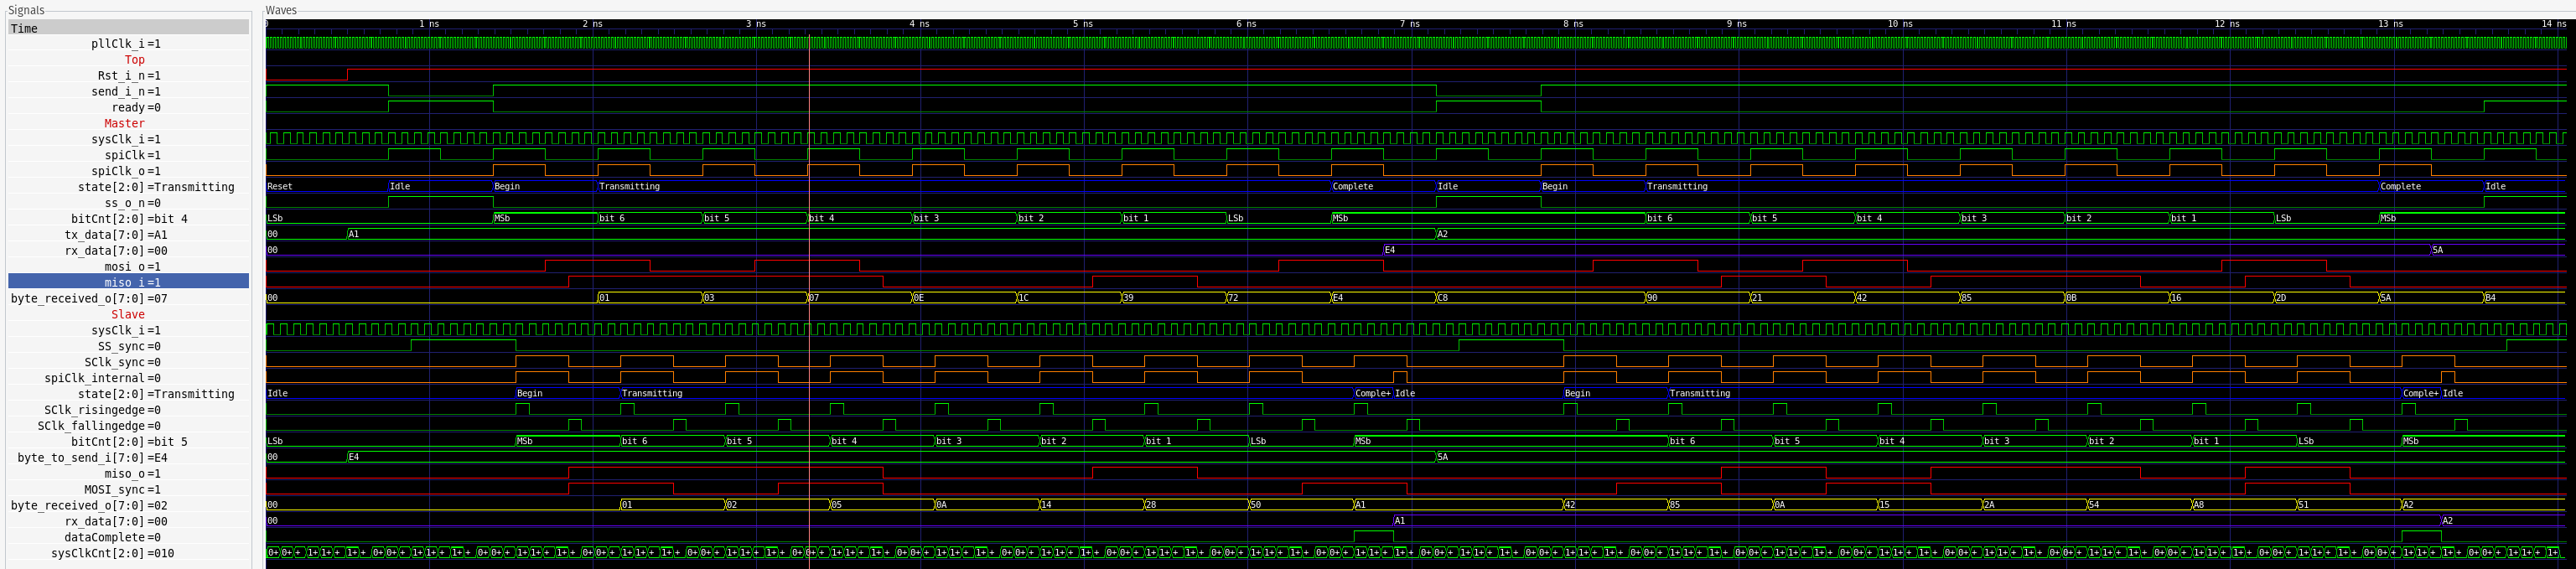 Signals Waves
Time 1 ns 2 ns 3 ns 4 ns 5 ns 6 ns 7 ns 8 ns 9 ns 10 ns 11 ns 12 ns 13 ns 14 ns
pllClk_i=1
Top
Rst_i_n=1
send_i_n=1
ready=0
Master
sysClk_i=1
spiClk=1
spiClk_o=1
state[2:0]=Transmitting Reset Idle Begin Transmitting Complete Idle Begin Transmitting Complete Idle
ss_o_n=0
bitCnt[2:0]=bit 4 LSb MSb bit 6 bit 5 bit 4 bit 3 bit 2 bit 1 LSb MSb bit 6 bit 5 bit 4 bit 3 bit 2 bit 1 LSb MSb
tx_data[7:0]=A1 00 A1 A2
rx_data[7:0]=00 00 E4 5A
mosi_o=1
miso_i=1
byte_received_o[7:0]=07 00 01 03 07 0E 1C 39 72 E4 C8 90 21 42 85 0B 16 2D 5A B4
Slave
sysClk_i=1
SS_sync=0
SClk_sync=0
spiClk_internal=0
state[2:0]=Transmitting Idle Begin Transmitting Comple+ Idle Begin Transmitting Comple+ Idle
SClk_risingedge=0
SClk_fallingedge=0
bitCnt[2:0]=bit 5 LSb MSb bit 6 bit 5 bit 4 bit 3 bit 2 bit 1 LSb MSb bit 6 bit 5 bit 4 bit 3 bit 2 bit 1 LSb MSb
byte_to_send_i[7:0]=E4 00 E4 5A
miso_o=1
MOSI_sync=1
byte_received_o[7:0]=02 00 01 02 05 0A 14 28 50 A1 42 85 0A 15 2A 54 A8 51 A2
rx_data[7:0]=00 00 A1 A2
dataComplete=0
sysClkCnt[2:0]=010